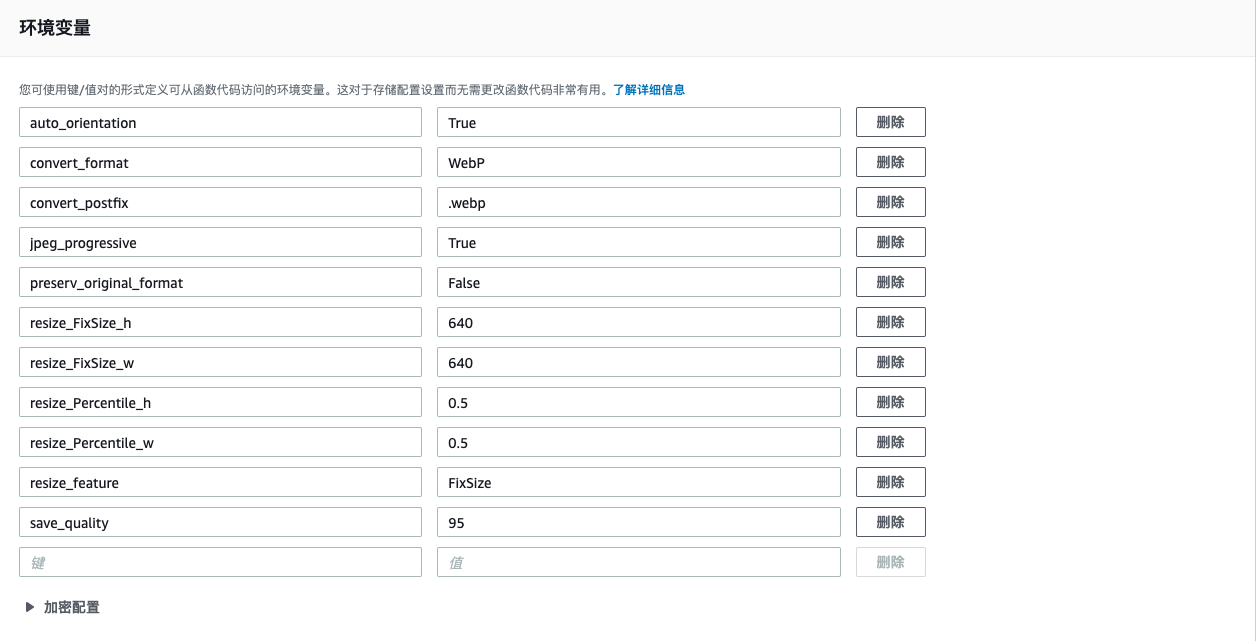 环境变量
您可使用键/值对的形式定义可从函数代码访问的环境变量。这对于存储配置设置而无需更改函数代码非常有用。了解详细信息
auto_orientation True 删除
convert_format WebP 删除
convert_postfix .webp 删除
jpeg_progressive True 删除
preserv_original_format False 删除
resize_FixSize_h 640 删除
resize_FixSize_w 640 删除
resize_Percentile_h 0.5 删除
resize_Percentile_w 0.5 删除
resize_feature FixSize 删除
save_quality 95 删除
键 值 删除
加密配置